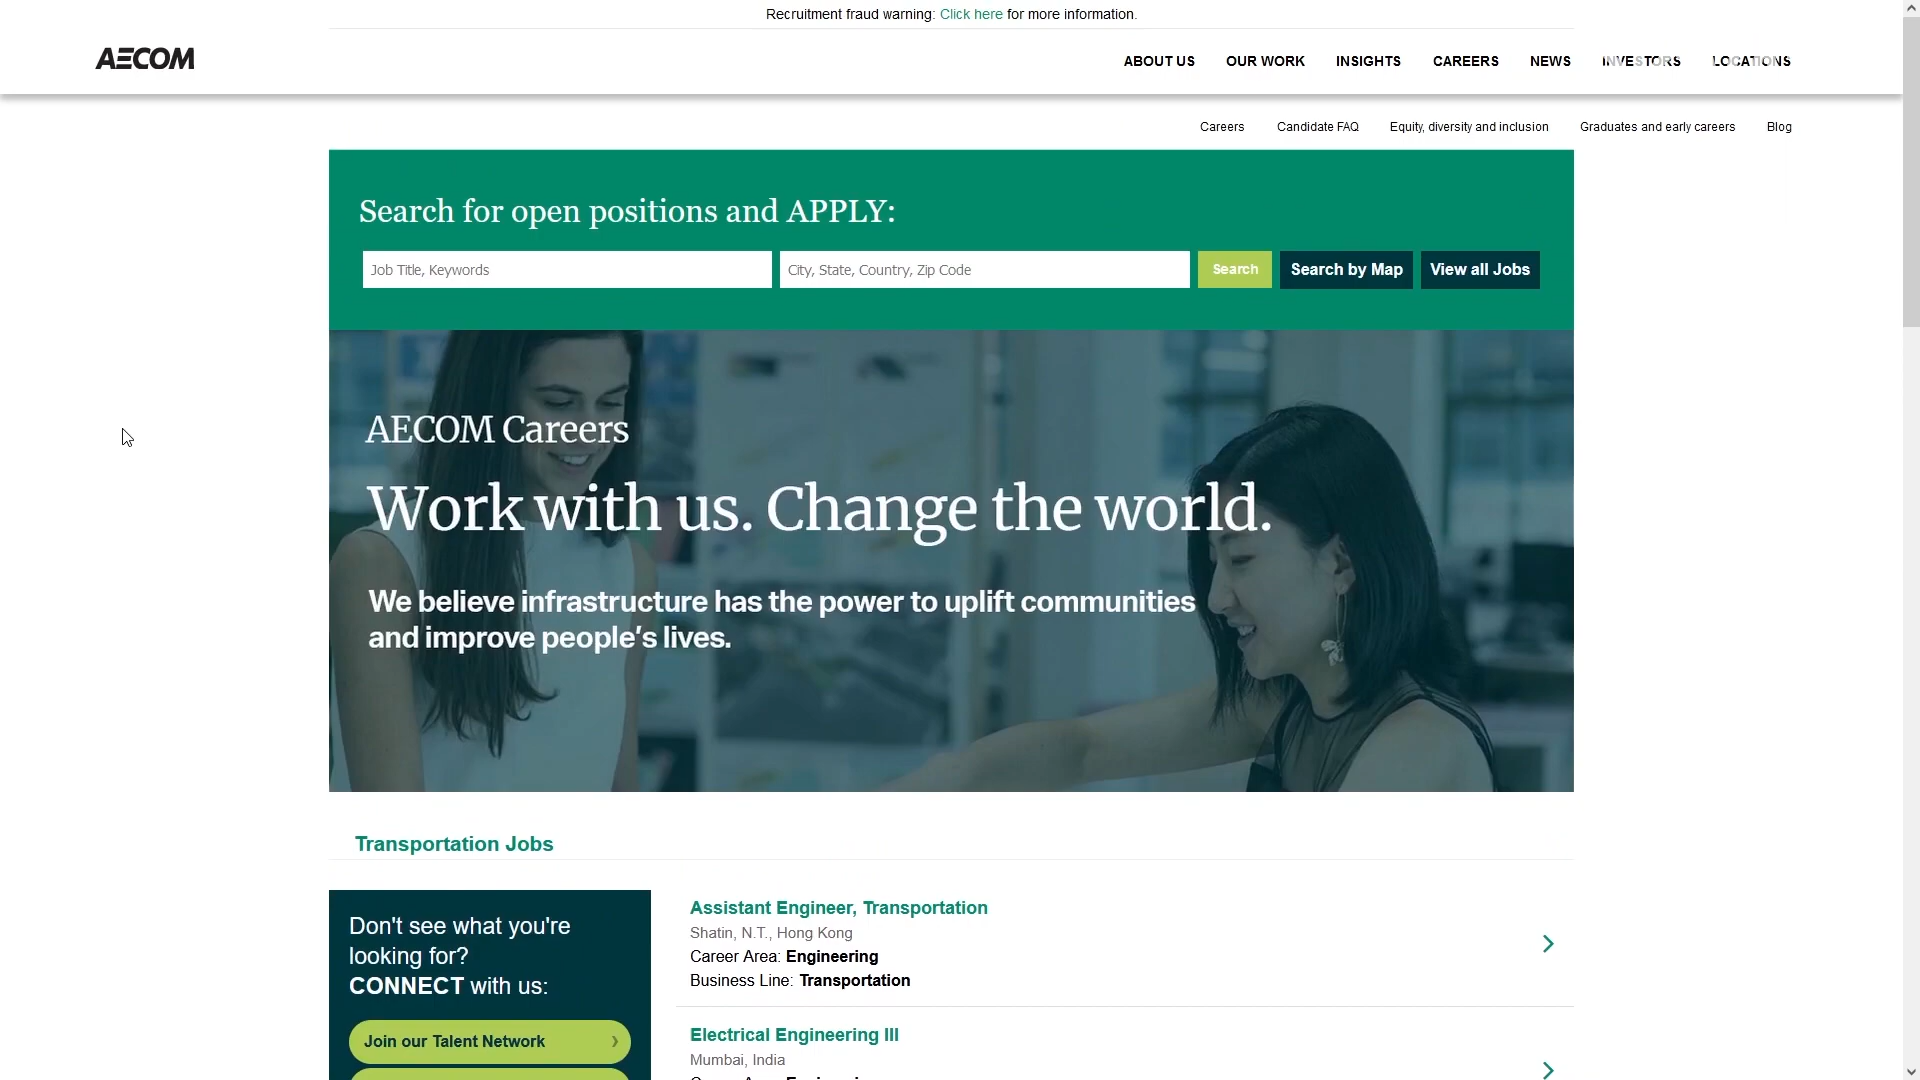 Recruitment fraud warning: Click here for more information.
AECOM
ABOUT US OUR WORK INSIGHTS CAREERS NEWS INVESTORS LOCATIONS
Careers Candidate FAQ Equity, diversity and inclusion Graduates and early careers Blog
Search for open positions and APPLY:
Job Title, Keywords City, State, Country, Zip Code Search Search by Map View all Jobs
AECOM Careers
Work with us. Change the world.
We believe infrastructure has the power to uplift communities
and improve people's lives.
Transportation Jobs
Don't see what you're
looking for?
CONNECT with us:
Join our Talent Network
Assistant Engineer, Transportation
Shatin, N.T., Hong Kong
Career Area: Engineering
Business Line: Transportation
Electrical Engineering III
Mumbai, India